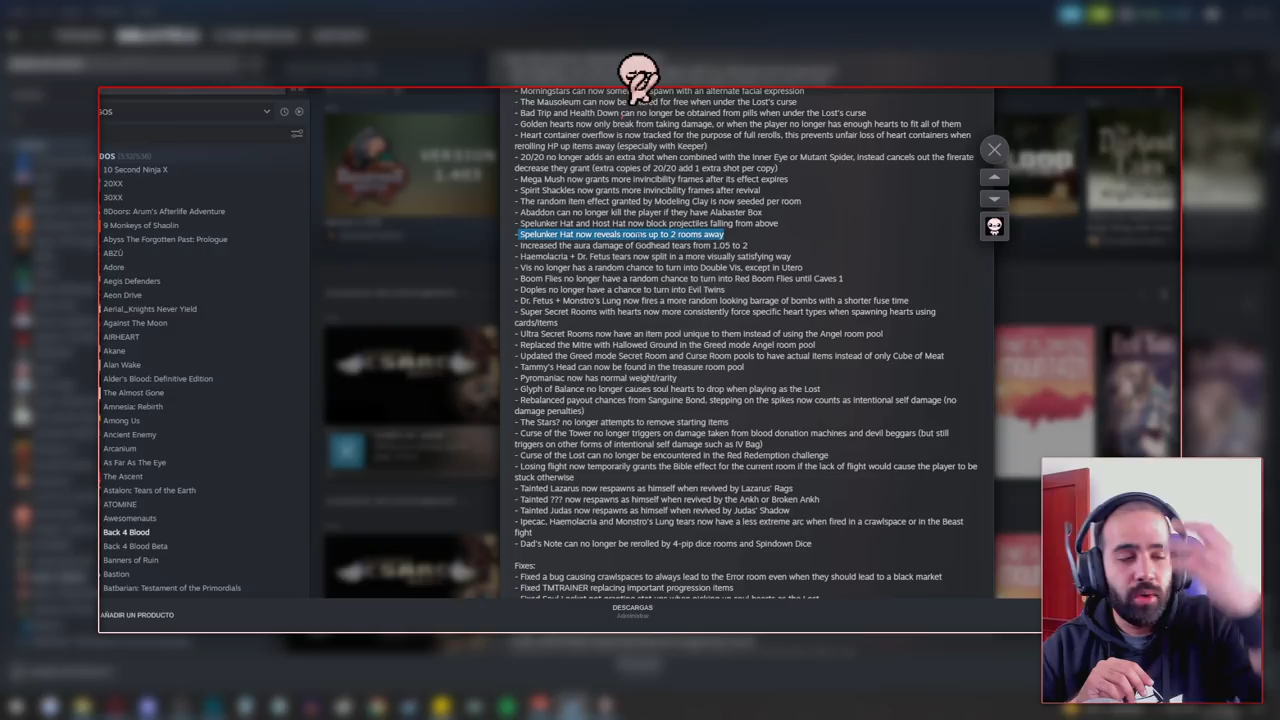 GOS
DOS (532/536)
10 Second Ninja X
20XX
30XX
8Doors: Arum's Afterlife Adventure
9 Monkeys of Shaolin
Abyss The Forgotten Past: Prologue
ABZÛ
Adore
Aegis Defenders
Aeon Drive
Aerial_Knights Never Yield
Against The Moon
AIRHEART
Akane
Alan Wake
Alder's Blood: Definitive Edition
The Almost Gone
Amnesia: Rebirth
Among Us
Ancient Enemy
Arcanium
As Far As The Eye
The Ascent
Astalon: Tears of the Earth
ATOMINE
Awesomenauts
Back 4 Blood
Back 4 Blood Beta
Banners of Ruin
Bastion
Batbarian: Testament of the Primordials
AÑADIR UN PRODUCTO
- Morningstars can now spawn with an alternate facial expression
- The Mausoleum can now be for free when under the Lost's curse
- Bad Trip and Health Down can no longer be obtained from pills when under the Lost's curse
- Golden hearts now only break from taking damage, or when the player no longer has enough hearts to fit all of them
- Heart container overflow is now tracked for the purpose of full rerolls, this prevents unfair loss of heart containers when
rerolling HP up items away (especially with Keeper)
- 20/20 no longer adds an extra shot when combined with the Inner Eye or Mutant Spider, instead cancels out the firerate
decrease they grant (extra copies of 20/20 add 1 extra shot per copy)
- Mega Mush now grants more invincibility frames after its effect expires
- Spirit Shackles now grants more invincibility frames after revival
- The random item effect granted by Modeling Clay is now seeded per room
- Abaddon can no longer kill the player if they have Alabaster Box
- Spelunker Hat and Host Hat now block projectiles falling from above
- Spelunker Hat now reveals rooms up to 2 rooms away
- Increased the aura damage of Godhead tears from 1.05 to 2
- Haemolacria + Dr. Fetus tears now split in a more visually satisfying way
- Vis no longer has a random chance to turn into Double Vis, except in Utero
- Boom Flies no longer have a random chance to turn into Red Boom Flies until Caves 1
- Doples no longer have a chance to turn into Evil Twins
- Dr. Fetus + Monstro's Lung now fires a more random looking barrage of bombs with a shorter fuse time
- Super Secret Rooms with hearts now more consistently force specific heart types when spawning hearts using
cards/items
- Ultra Secret Rooms now have an item pool unique to them instead of using the Angel room pool
- Replaced the Mitre with Hallowed Ground in the Greed mode Angel room pool
- Updated the Greed mode Secret Room and Curse Room pools to have actual items instead of only Cube of Meat
- Tammy's Head can now be found in the treasure room pool
- Pyromaniac now has normal weight/rarity
- Glyph of Balance no longer causes soul hearts to drop when playing as the Lost
- Rebalanced payout chances from Sanguine Bond, stepping on the spikes now counts as intentional self damage (no
damage penalties)
- The Stars? no longer attempts to remove starting items
- Curse of the Tower no longer triggers on damage taken from blood donation machines and devil beggars (but still
triggers on other forms of intentional self damage such as IV Bag)
- Curse of the Lost can no longer be encountered in the Red Redemption challenge
- Losing flight now temporarily grants the Bible effect for the current room if the lack of flight would cause the player to be
stuck otherwise
- Tainted Lazarus now respawns as himself when revived by Lazarus' Rags
- Tainted ??? now respawns as himself when revived by the Ankh or Broken Ankh
- Tainted Judas now respawns as himself when revived by Judas' Shadow
- Ipecac, Haemolacria and Monstro's Lung tears now have a less extreme arc when fired in a crawlspace or in the Beast
fight
- Dad's Note can no longer be rerolled by 4-pip dice rooms and Spindown Dice
Fixes:
- Fixed a bug causing crawlspaces to always lead to the Error room even when they should lead to a black market
- Fixed TMTRAINER replacing important progression items
DESCARGAS
Administrar